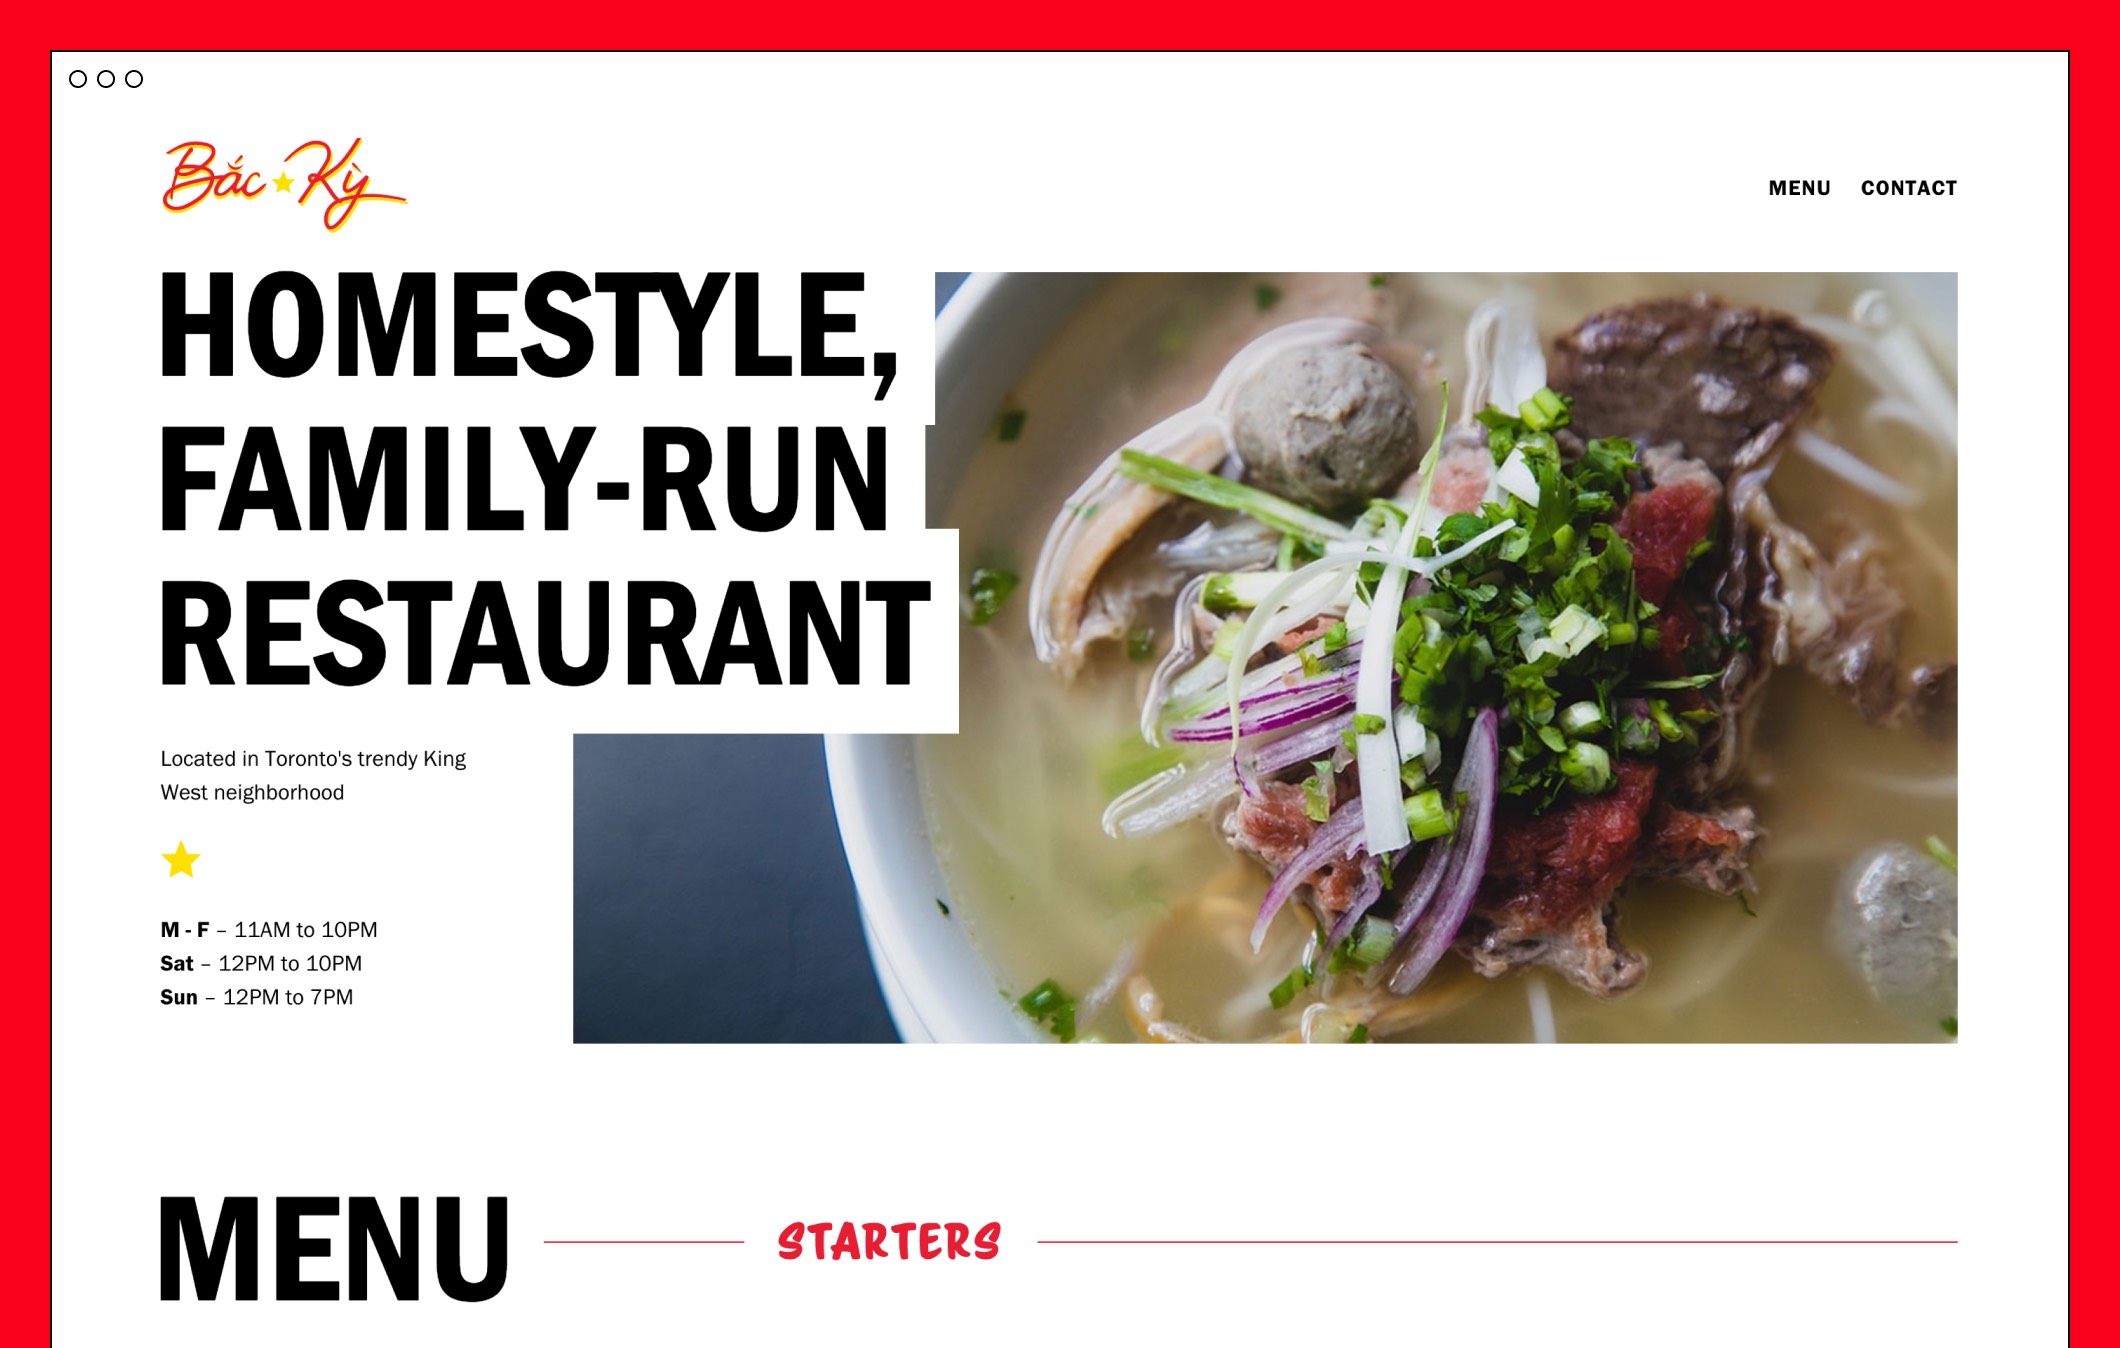 Bắc Kỳ
MENU CONTACT
HOMESTYLE,
FAMILY-RUN
RESTAURANT
Located in Toronto's trendy King
West neighborhood
M - F – 11AM to 10PM
Sat – 12PM to 10PM
Sun – 12PM to 7PM
MENU
STARTERS